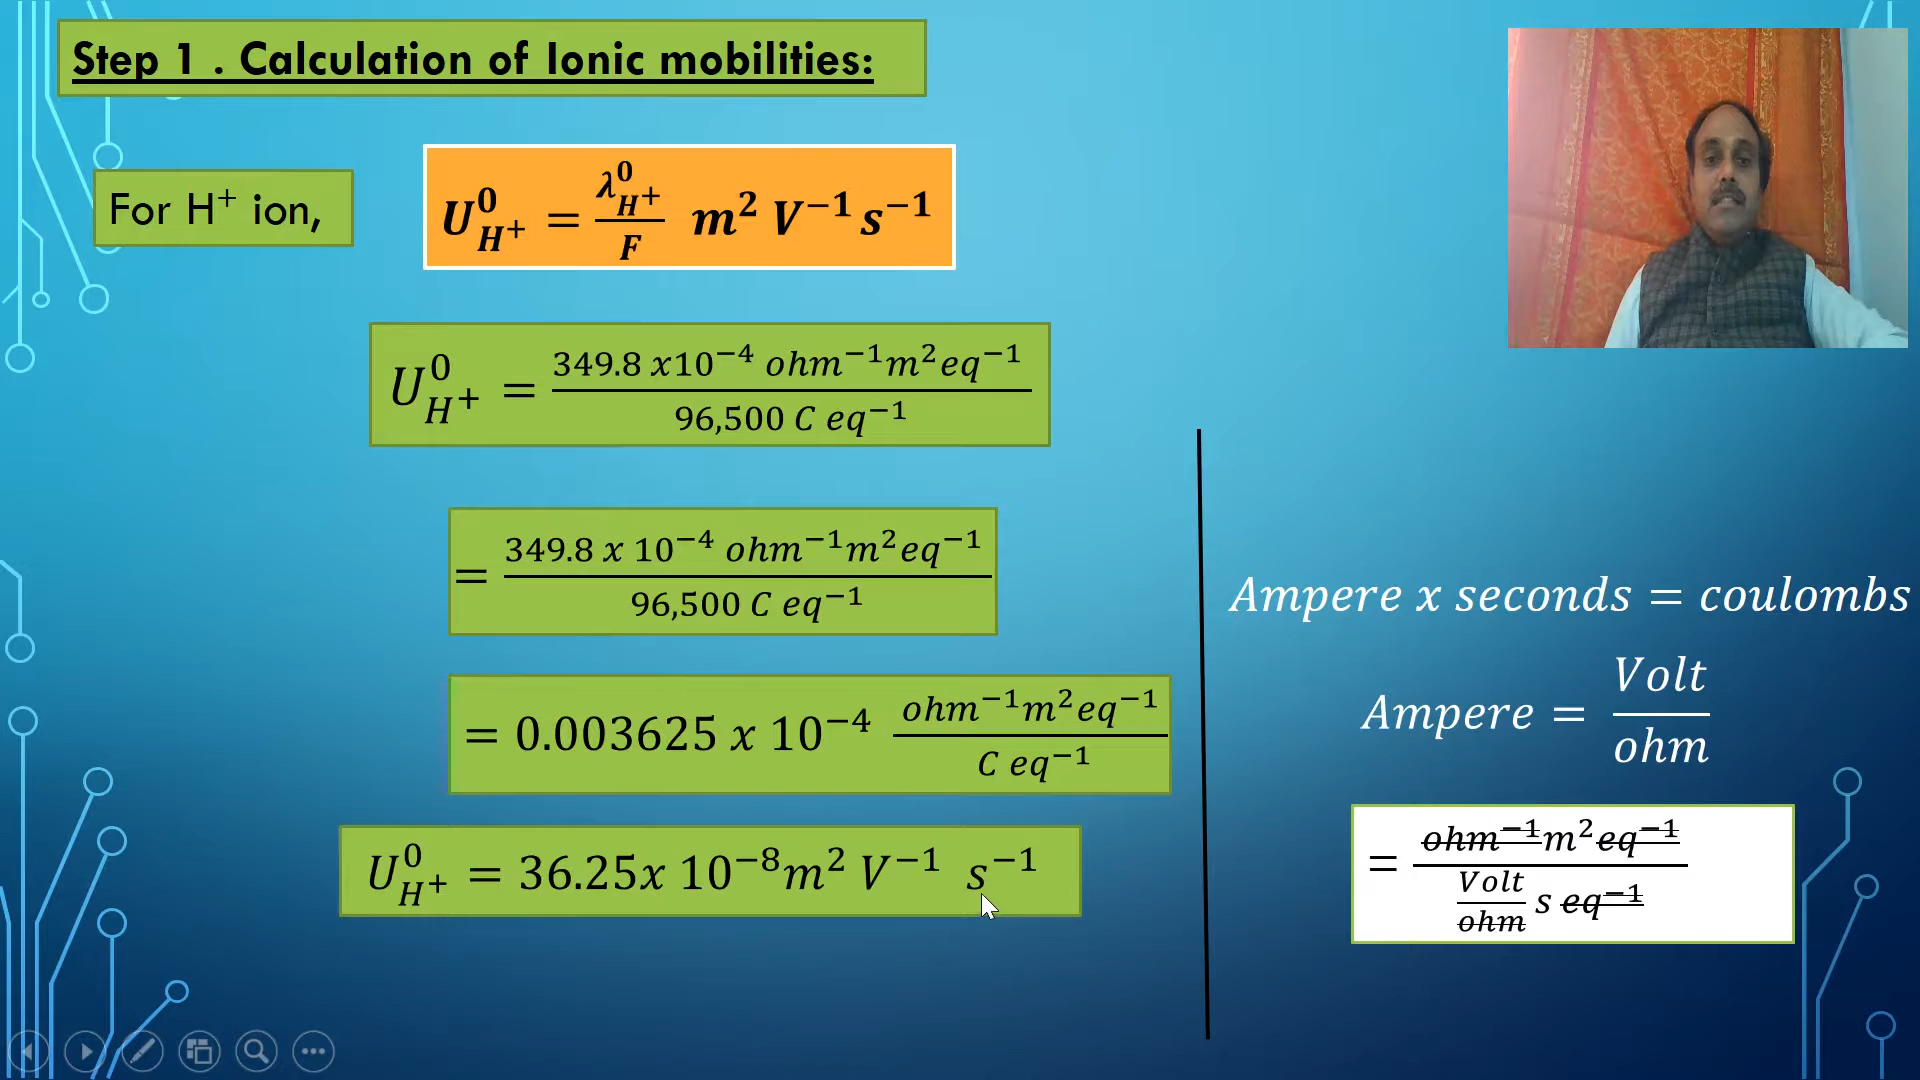 Step 1 . Calculation of Ionic mobilities:
For H⁺ ion,
U⁰_H⁺ = λ⁰_H⁺ / F m² V⁻¹ s⁻¹
U⁰_H⁺ = 349.8 x10⁻⁴ ohm⁻¹m²eq⁻¹ / 96,500 C eq⁻¹
= 349.8 x 10⁻⁴ ohm⁻¹m²eq⁻¹ / 96,500 C eq⁻¹
= 0.003625 x 10⁻⁴ ohm⁻¹m²eq⁻¹ / C eq⁻¹
U⁰_H⁺ = 36.25x 10⁻⁸m² V⁻¹ s⁻¹
Ampere x seconds = coulombs
Ampere = Volt / ohm
= ohm⁻¹m²eq⁻¹ / Volt / ohm s eq⁻¹